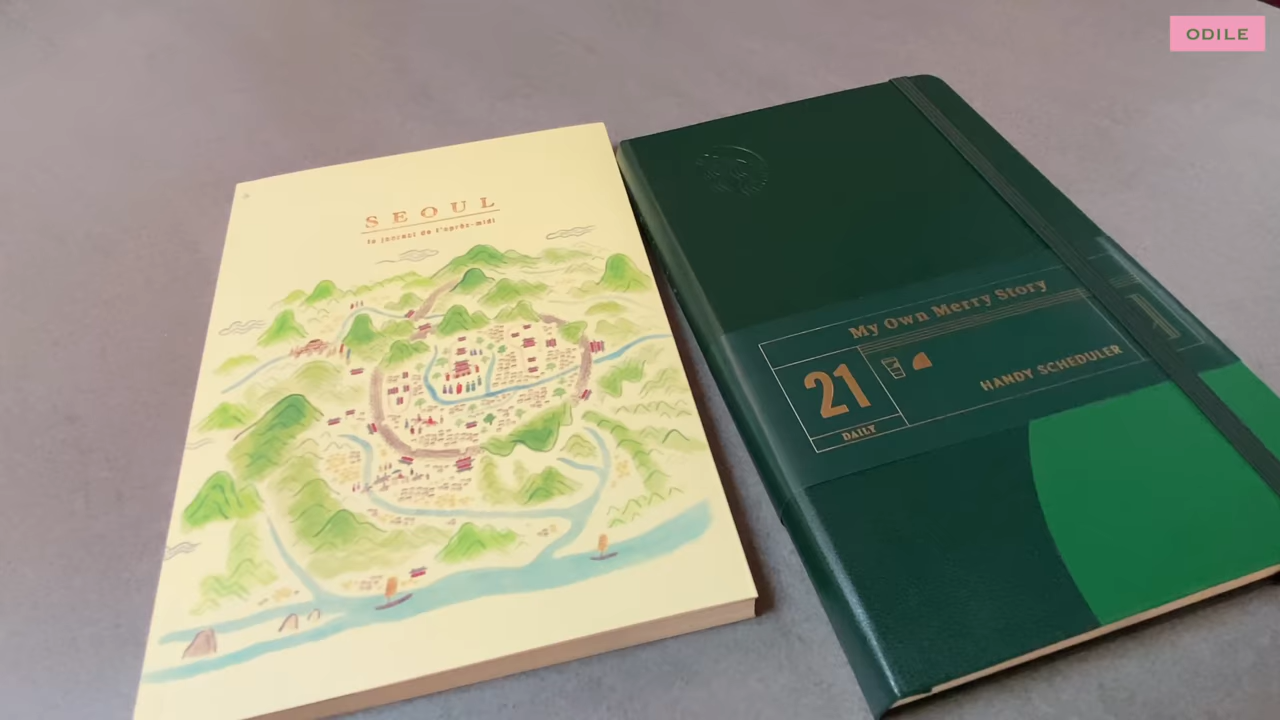 ODILE
SEOUL
le journal de l'après-midi
My Own Merry Story
21
DAILY
HANDY SCHEDULER